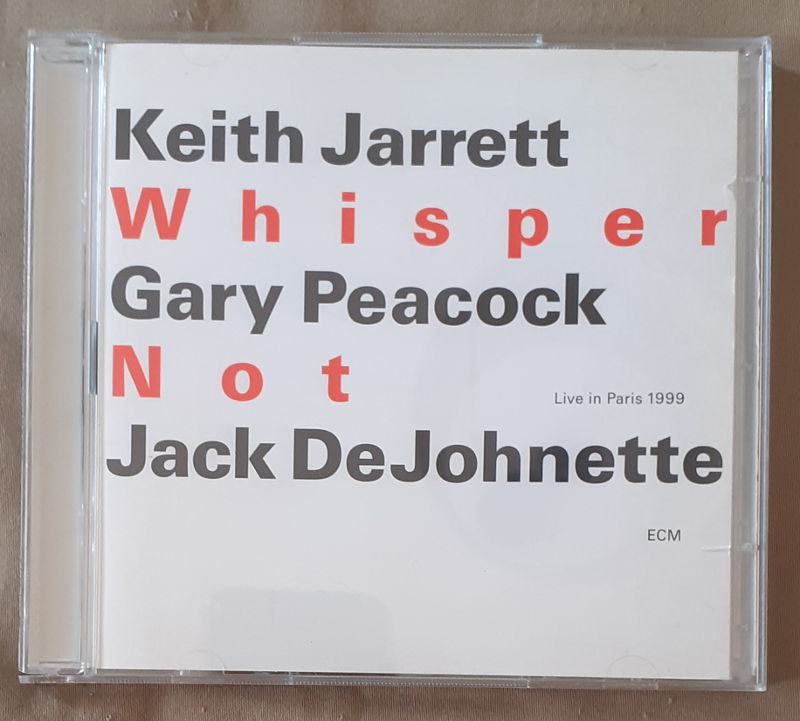 Keith Jarrett
Whisper
Gary Peacock
Not
Live in Paris 1999
Jack DeJohnette
ECM